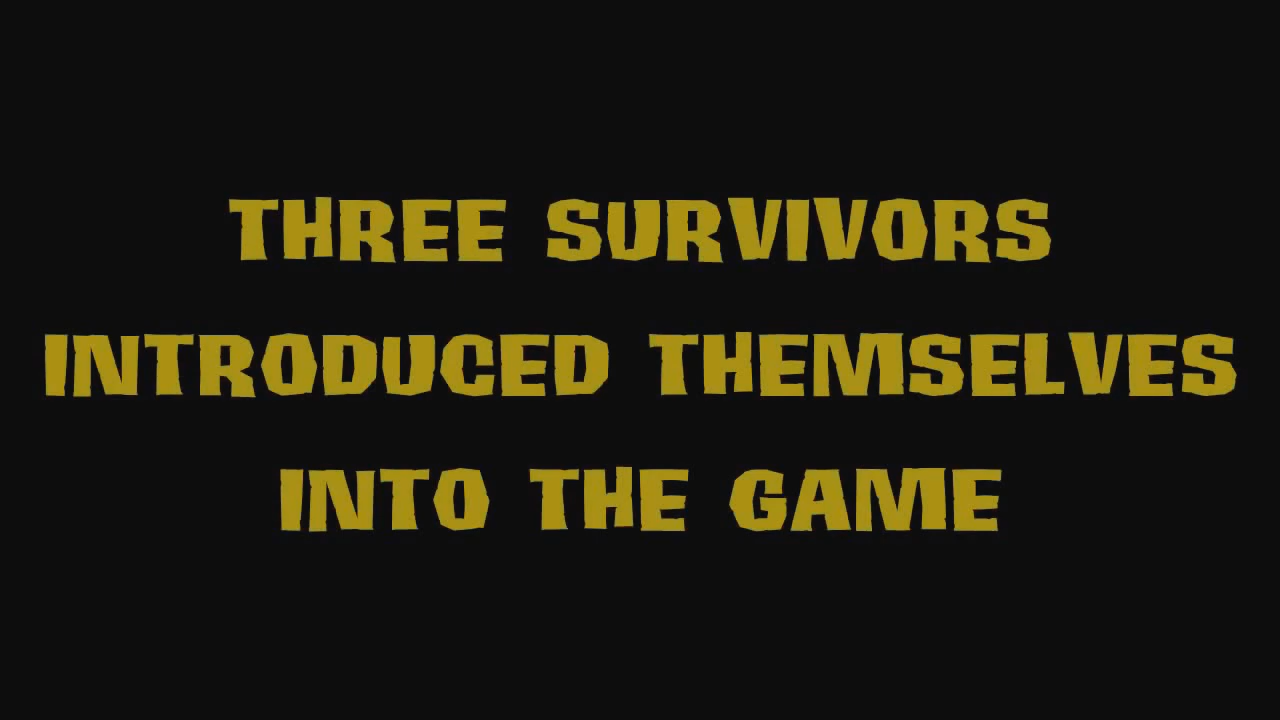 THREE SURVIVORS
INTRODUCED THEMSELVES
INTO THE GAME